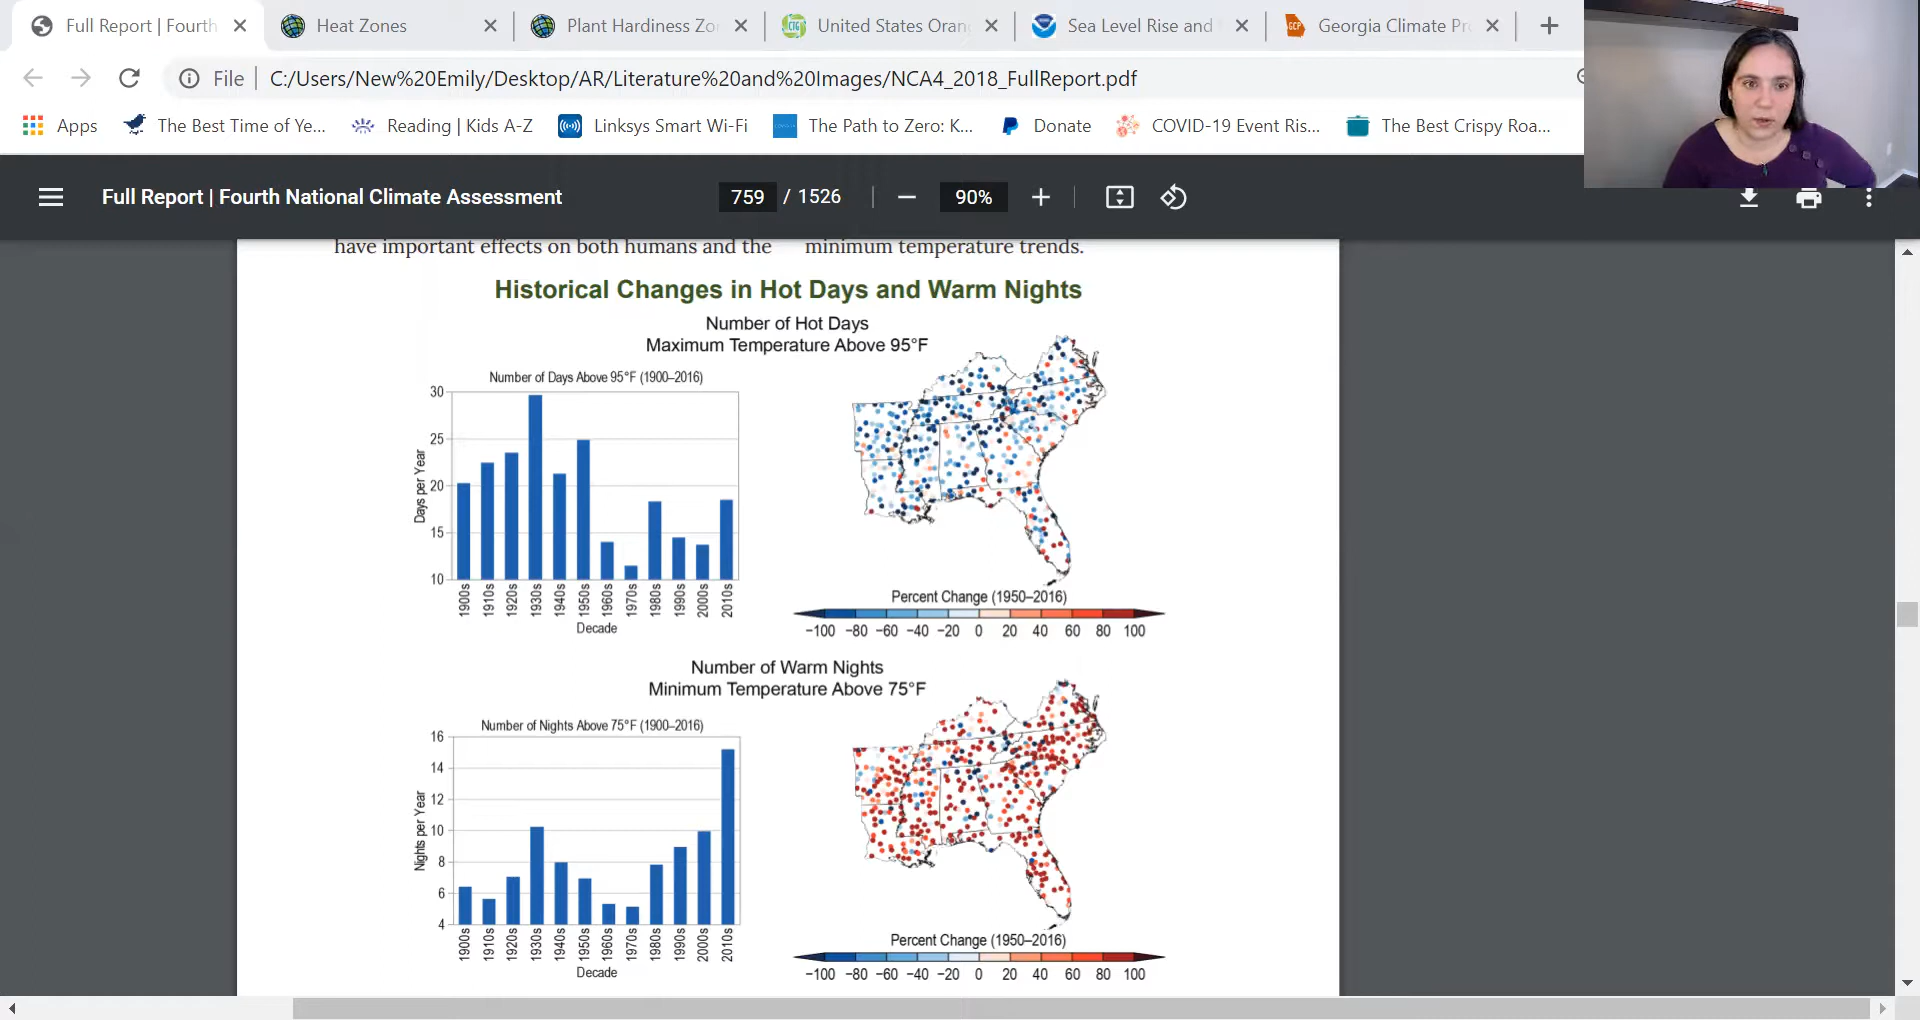 Full Report | Fourth
Heat Zones
Plant Hardiness Zo
United States Oran
Sea Level Rise and
GCP
Georgia Climate Pr
File
C:/Users/New%20Emily/Desktop/AR/Literature%20and%20Images/NCA4_2018_FullReport.pdf
Apps
The Best Time of Ye...
Reading | Kids A-Z
Linksys Smart Wi-Fi
The Path to Zero: K...
Donate
COVID-19 Event Ris...
The Best Crispy Roa...
Full Report | Fourth National Climate Assessment
759 / 1526
90%
have important effects on both humans and the
minimum temperature trends.
Historical Changes in Hot Days and Warm Nights
Number of Hot Days
Maximum Temperature Above 95°F
Number of Days Above 95°F (1900–2016)
30
25
20
15
10
Days per Year
1900s 1910s 1920s 1930s 1940s 1950s 1960s 1970s 1980s 1990s 2000s 2010s
Decade
Percent Change (1950–2016)
−100 −80 −60 −40 −20 0 20 40 60 80 100
Number of Warm Nights
Minimum Temperature Above 75°F
Number of Nights Above 75°F (1900–2016)
16
14
12
10
8
6
4
Nights per Year
1900s 1910s 1920s 1930s 1940s 1950s 1960s 1970s 1980s 1990s 2000s 2010s
Decade
Percent Change (1950–2016)
−100 −80 −60 −40 −20 0 20 40 60 80 100